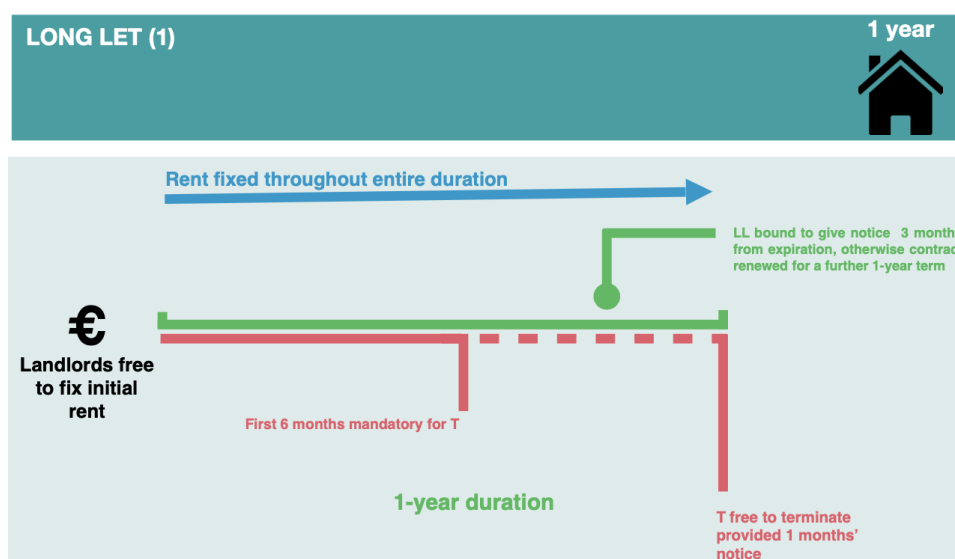 LONG LET (1)
1 year
Rent fixed throughout entire duration
LL bound to give notice 3 month
from expiration, otherwise contrac
renewed for a further 1-year term
€
Landlords free
to fix initial
rent
First 6 months mandatory for T
1-year duration
T free to terminate
provided 1 months’
notice